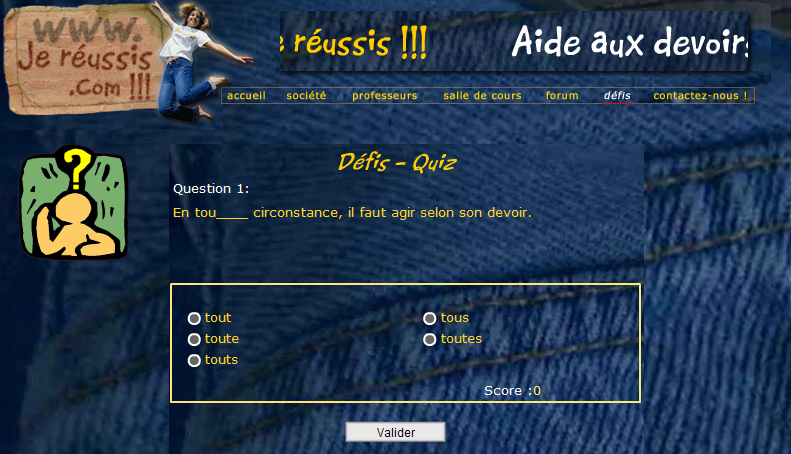 www.
Je réussis
.Com !!!
e réussis !!! Aide aux devoirs
accueil société professeurs salle de cours forum défis contactez-nous !
?
Défis - Quiz
Question 1:
En tou____ circonstance, il faut agir selon son devoir.
tout tous
toute toutes
touts
Score :0
Valider